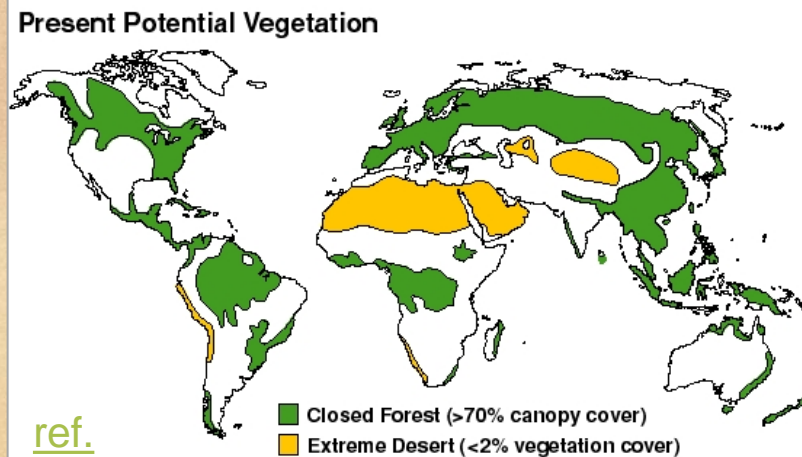 Present Potential Vegetation
Closed Forest (>70% canopy cover)
Extreme Desert (<2% vegetation cover)
ref.